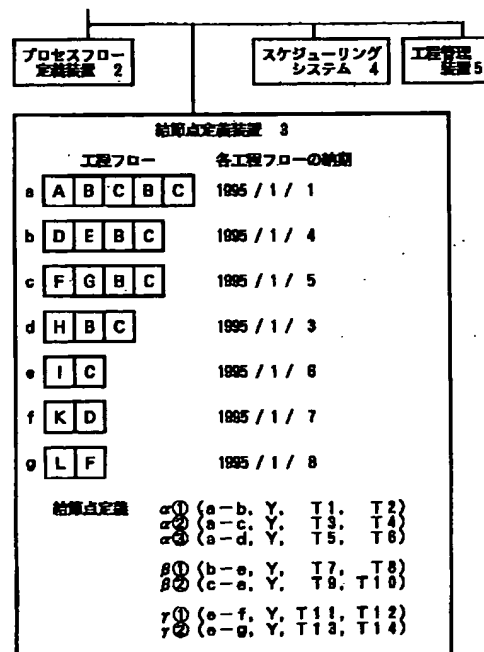 プロセスフロー
定義装置 2
スケジューリング
システム 4
工程管理
装置 5
結節点定義装置 3
工程フロー 各工程フローの納期
a A B C B C 1995 / 1 / 1
b D E B C 1995 / 1 / 4
c F G B C 1995 / 1 / 5
d H B C 1995 / 1 / 3
e I C 1995 / 1 / 6
f K D 1995 / 1 / 7
g L F 1995 / 1 / 8
結節点定義 α① (a-b, Y, T1, T2)
α② (a-c, Y, T3, T4)
α③ (a-d, Y, T5, T6)
β① (b-e, Y, T7, T8)
β② (c-e, Y, T9, T10)
γ① (e-f, Y, T11, T12)
γ② (e-g, Y, T13, T14)